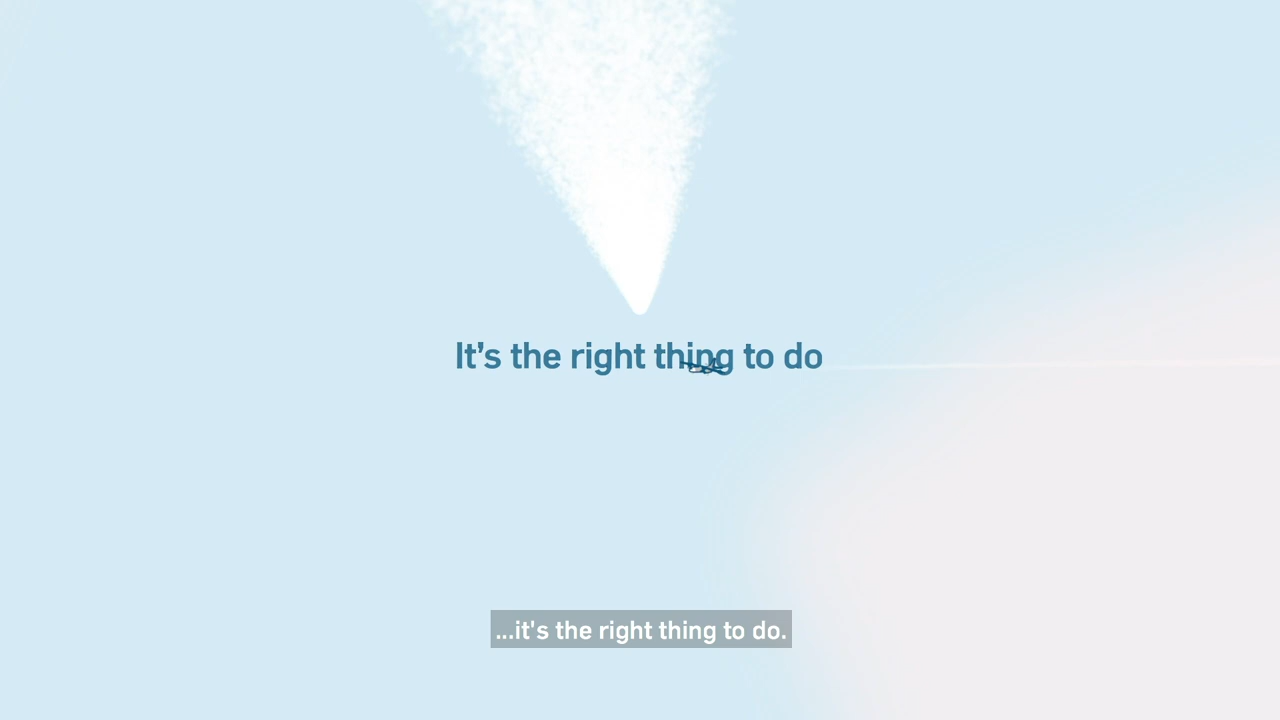 It’s the right thing to do
...it's the right thing to do.